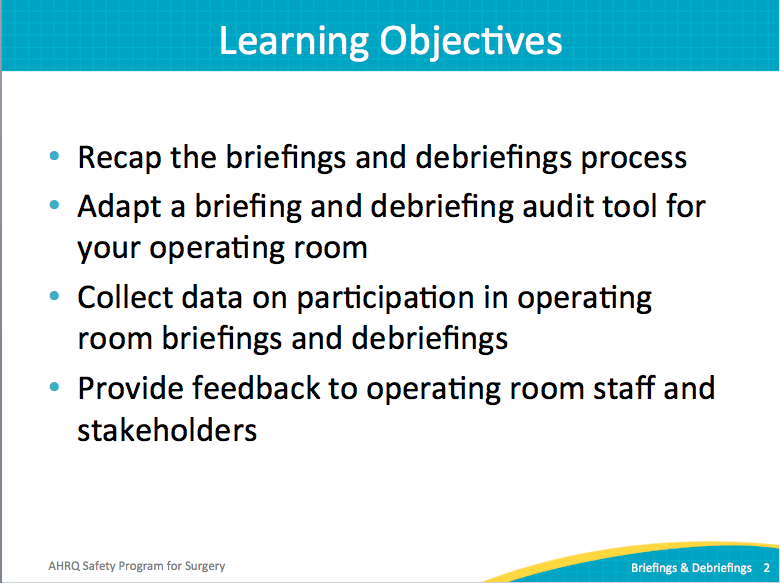 Learning Objectives
• Recap the briefings and debriefings process
• Adapt a briefing and debriefing audit tool for
your operating room
• Collect data on participation in operating
room briefings and debriefings
• Provide feedback to operating room staff and
stakeholders
AHRQ Safety Program for Surgery
Briefings & Debriefings 2